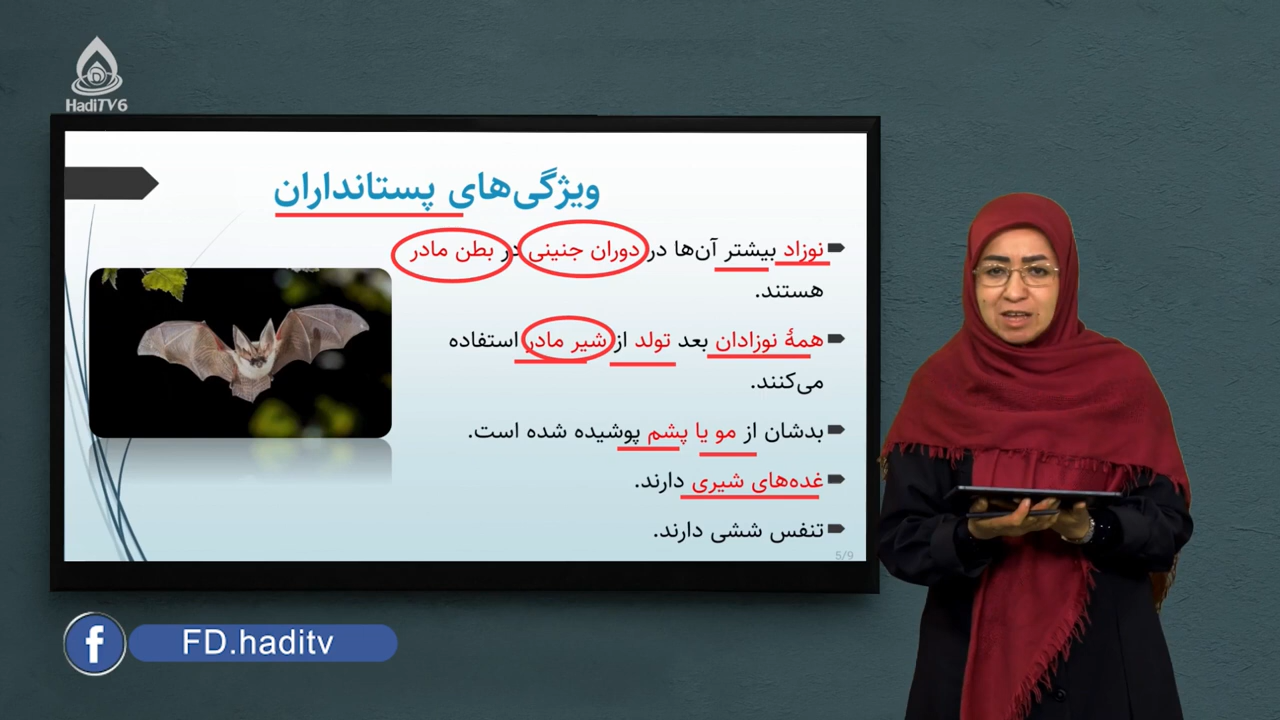 HadiTV6
ویژگی‌های پستانداران
نوزاد بیشتر آن‌ها در دوران جنینی در بطن مادر
هستند.
همهٔ نوزادان بعد تولد از شیر مادر استفاده
می‌کنند.
بدشان از مو یا پشم پوشیده شده است.
غده‌های شیری دارند.
تنفس ششی دارند.
5/9
f FD.haditv